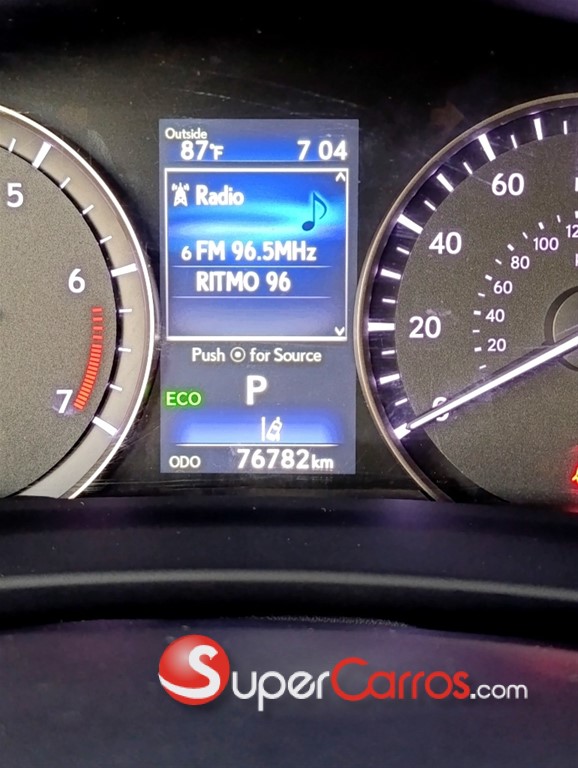 Outside
87°F 7 04
Radio
6 FM 96.5MHz
RITMO 96
Push for Source
P
ECO
ODO 76782km
5
6
7
60
40
20
0
100
80
60
40
20
SuperCarros.com